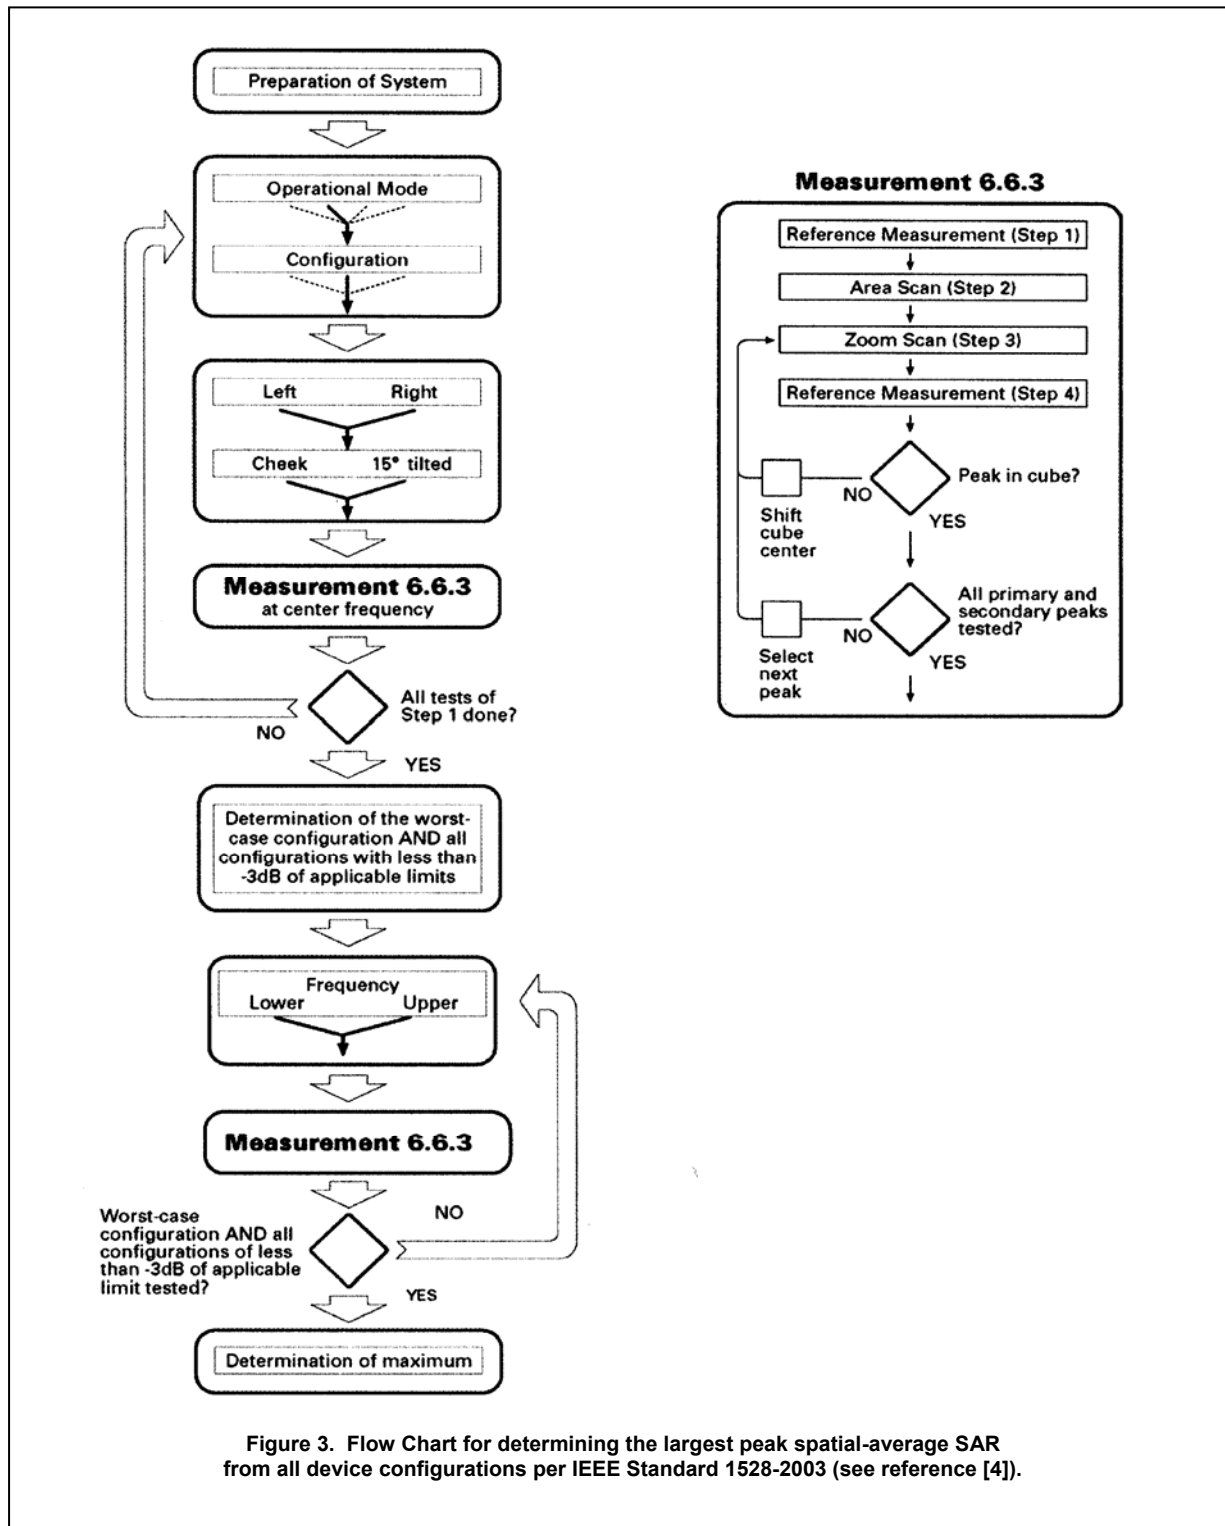 Preparation of System
Operational Mode
Configuration
Left Right
Cheek 15° tilted
Measurement 6.6.3
at center frequency
All tests of
Step 1 done?
NO
YES
Determination of the worst-
case configuration AND all
configurations with less than
-3dB of applicable limits
Frequency
Lower Upper
Measurement 6.6.3
NO
Worst-case
configuration AND all
configurations of less
than -3dB of applicable
limit tested?
YES
Determination of maximum
Measurement 6.6.3
Reference Measurement (Step 1)
Area Scan (Step 2)
Zoom Scan (Step 3)
Reference Measurement (Step 4)
Peak in cube?
NO
YES
Shift
cube
center
All primary and
secondary peaks
tested?
NO
YES
Select
next
peak
Figure 3. Flow Chart for determining the largest peak spatial-average SAR
from all device configurations per IEEE Standard 1528-2003 (see reference [4]).